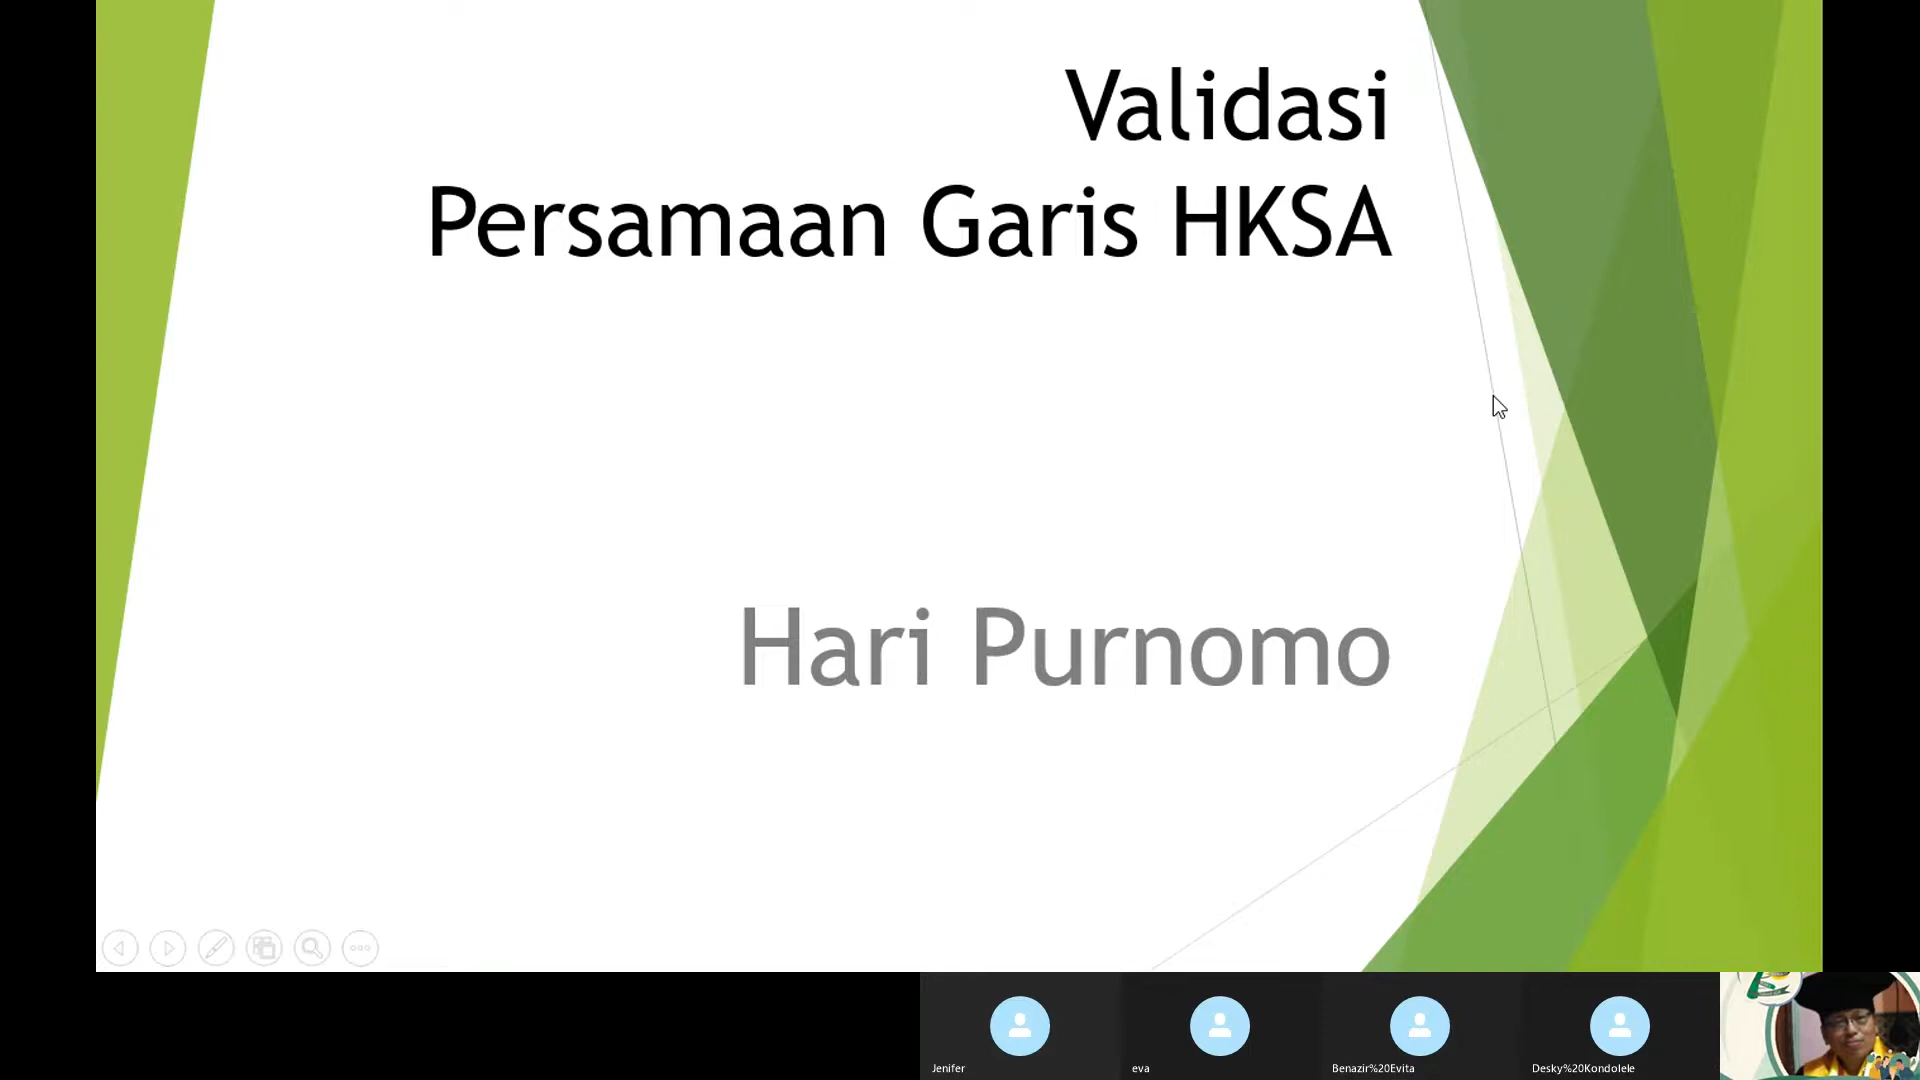 Validasi
Persamaan Garis HKSA
Hari Purnomo
Jenifer
eva
Benazir%20Evita
Desky%20Kondolele